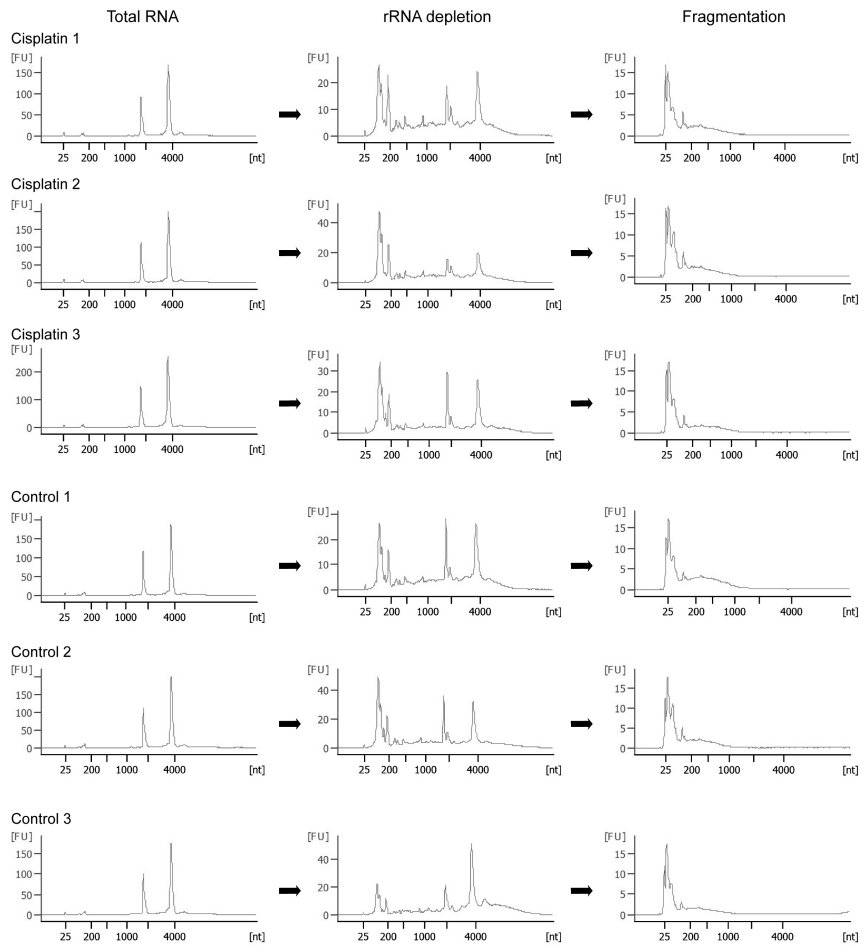 Total RNA rRNA depletion Fragmentation
Cisplatin 1
[FU] [FU] [FU]
150 20 15
100 10
50 10 5
0 0 0
25 200 1000 4000 [nt] 25 200 1000 4000 [nt] 25 200 1000 4000 [nt]
Cisplatin 2
[FU] [FU] [FU]
150 40 15
100 10
50 20 5
0 0 0
25 200 1000 4000 [nt] 25 200 1000 4000 [nt] 25 200 1000 4000 [nt]
Cisplatin 3
[FU] [FU] [FU]
200 30 15
100 20 10
10 5
0 0 0
25 200 1000 4000 [nt] 25 200 1000 4000 [nt] 25 200 1000 4000 [nt]
Control 1
[FU] [FU] [FU]
150 30 15
100 20 10
50 10 5
0 0 0
25 200 1000 4000 [nt] 25 200 1000 4000 [nt] 25 200 1000 4000 [nt]
Control 2
[FU] [FU] [FU]
150 40 15
100 10
50 20 5
0 0 0
25 200 1000 4000 [nt] 25 200 1000 4000 [nt] 25 200 1000 4000 [nt]
Control 3
[FU] [FU] [FU]
150 40 15
100 10
50 20 5
0 0 0
25 200 1000 4000 [nt] 25 200 1000 4000 [nt] 25 200 1000 4000 [nt]